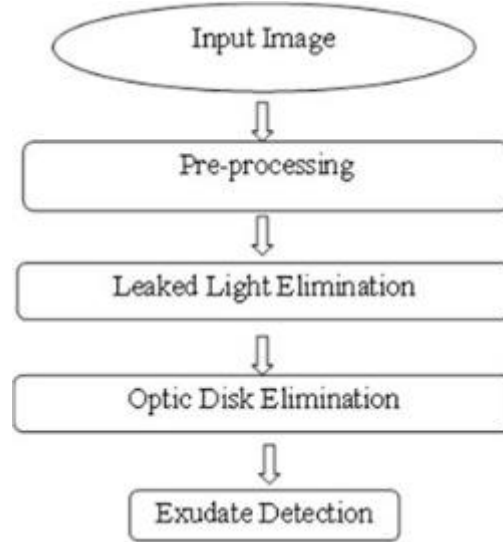 Input Image
Pre-processing
Leaked Light Elimination
Optic Disk Elimination
Exudate Detection